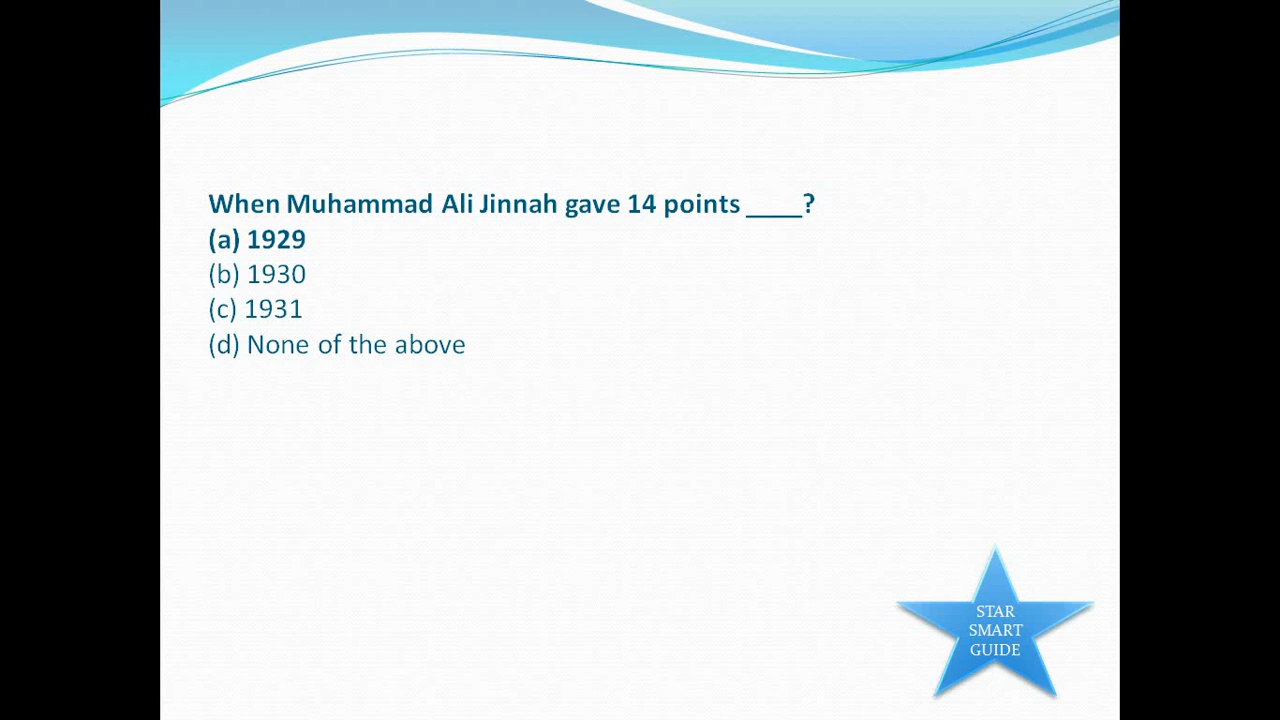 When Muhammad Ali Jinnah gave 14 points ____?
(a) 1929
(b) 1930
(c) 1931
(d) None of the above
STAR
SMART
GUIDE